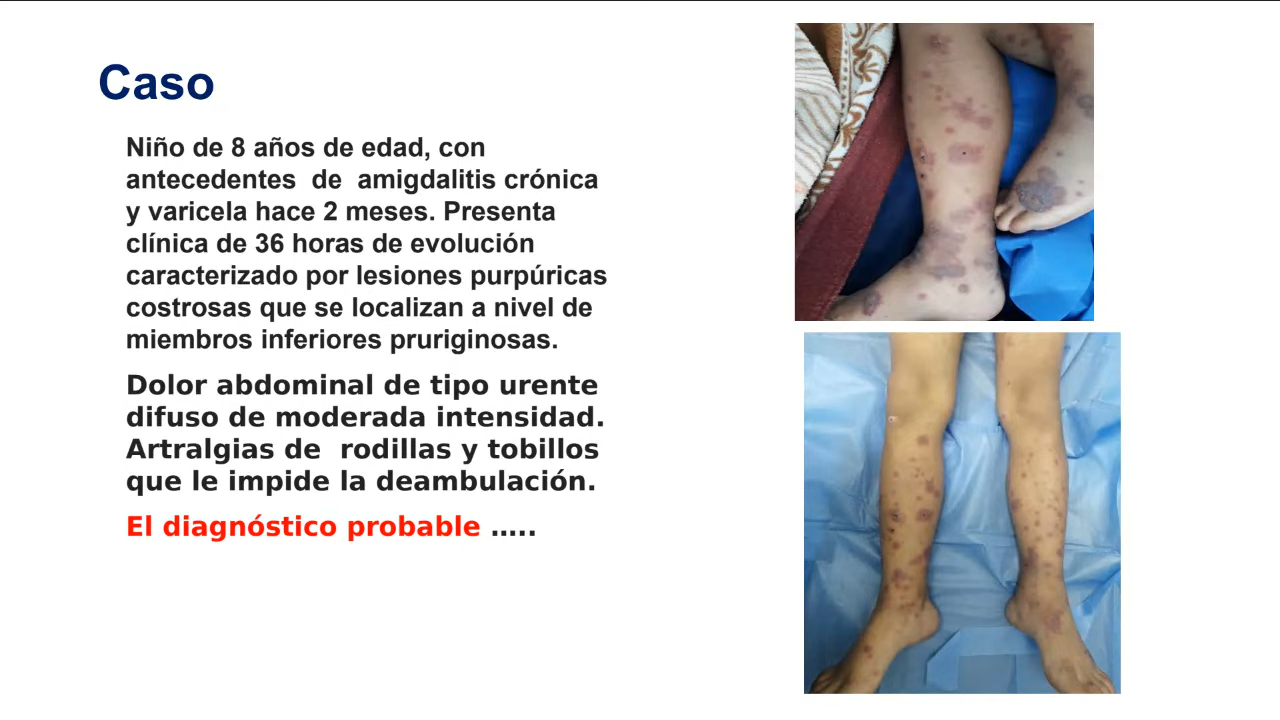 Caso
Niño de 8 años de edad, con
antecedentes de amigdalitis crónica
y varicela hace 2 meses. Presenta
clínica de 36 horas de evolución
caracterizado por lesiones purpúricas
costrosas que se localizan a nivel de
miembros inferiores pruriginosas.
Dolor abdominal de tipo urente
difuso de moderada intensidad.
Artralgias de rodillas y tobillos
que le impide la deambulación.
El diagnóstico probable .....